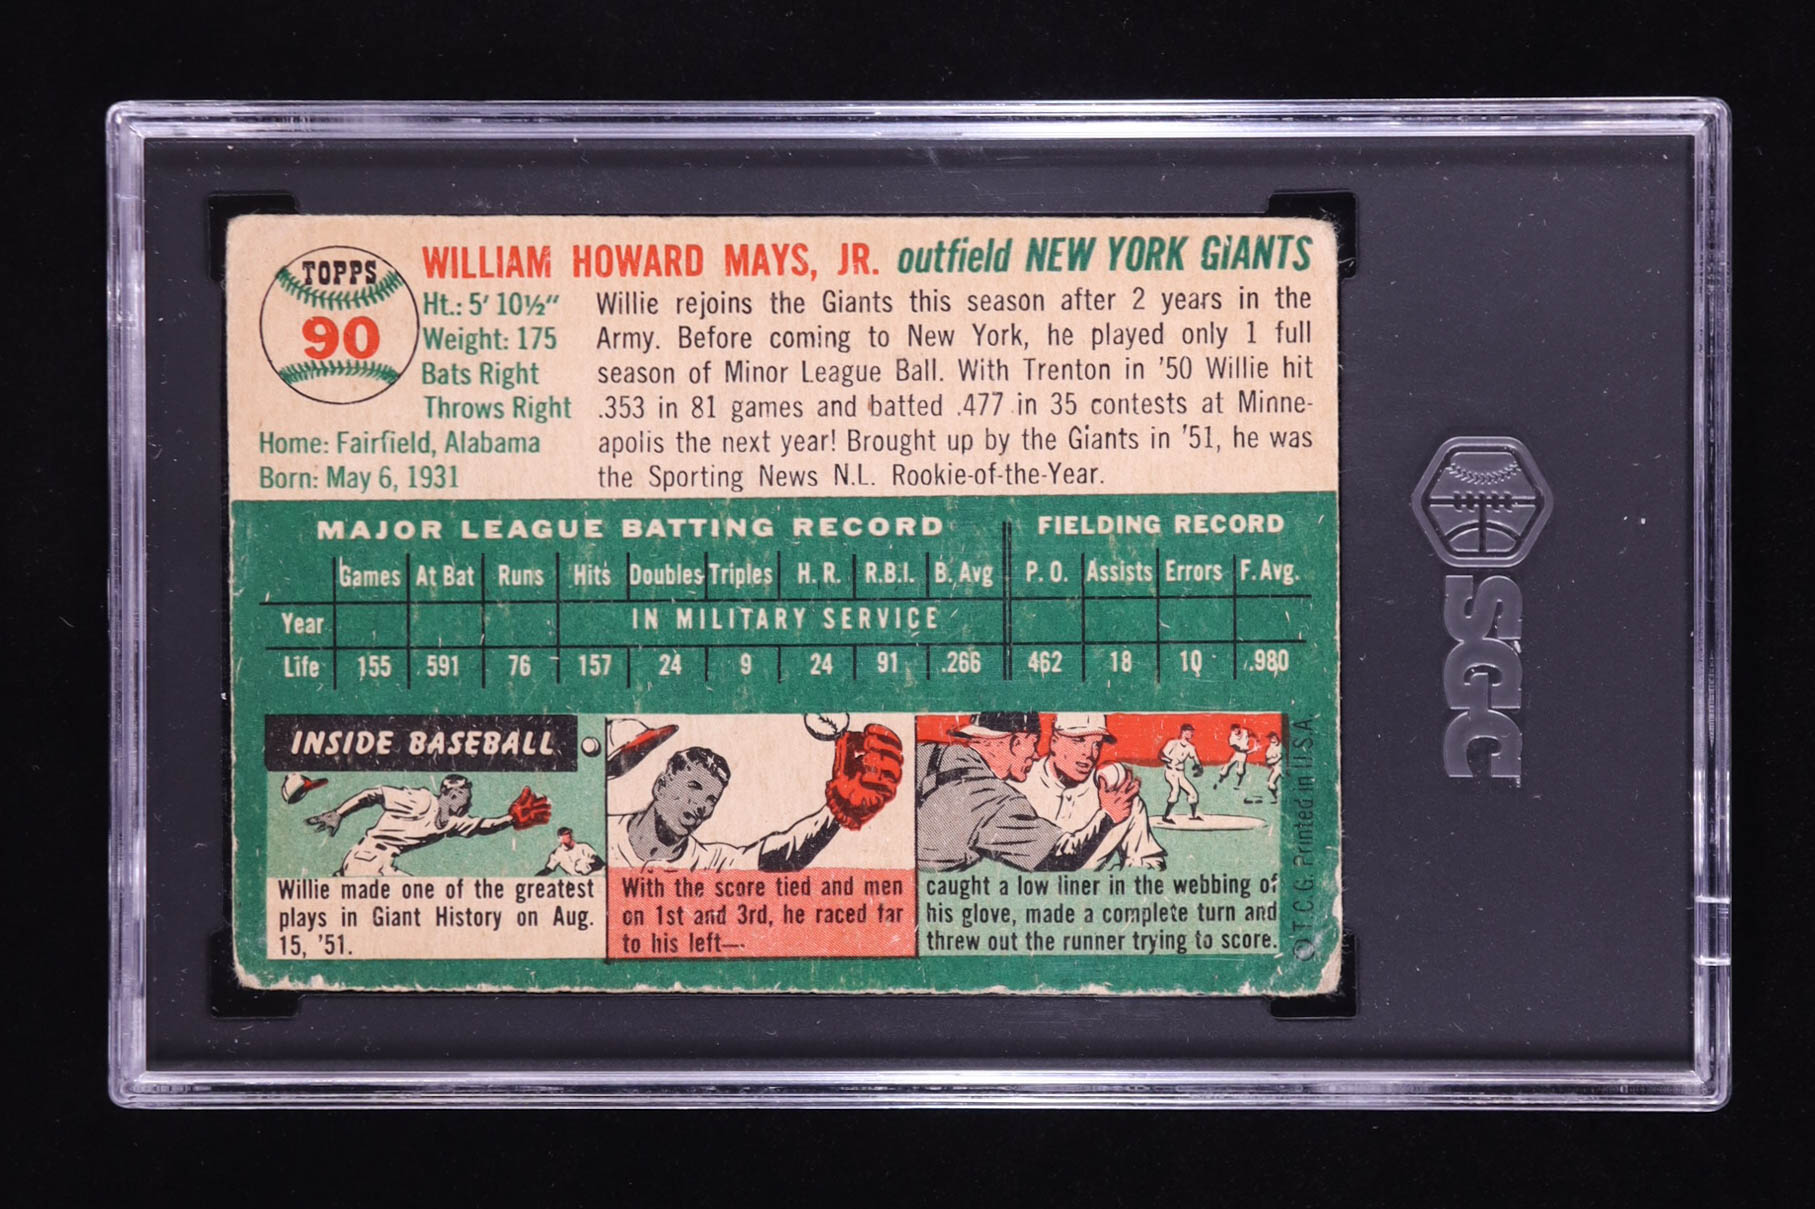 TOPPS
90
WILLIAM HOWARD MAYS, JR. outfield NEW YORK GIANTS
Ht.: 5' 10½"
Weight: 175
Bats Right
Throws Right
Home: Fairfield, Alabama
Born: May 6, 1931
Willie rejoins the Giants this season after 2 years in the
Army. Before coming to New York, he played only 1 full
season of Minor League Ball. With Trenton in '50 Willie hit
.353 in 81 games and batted .477 in 35 contests at Minne-
apolis the next year! Brought up by the Giants in '51, he was
the Sporting News N.L. Rookie-of-the-Year.
MAJOR LEAGUE BATTING RECORD FIELDING RECORD
Games At Bat Runs Hits Doubles Triples H. R. R.B.I. B. Avg P. O. Assists Errors F. Avg.
Year IN MILITARY SERVICE
Life 155 591 76 157 24 9 24 91 .266 462 18 10 .980
INSIDE BASEBALL
Willie made one of the greatest
plays in Giant History on Aug.
15, '51.
With the score tied and men
on 1st and 3rd, he raced far
to his left—
caught a low liner in the webbing of
his glove, made a complete turn and
threw out the runner trying to score.
© T.C.G. Printed in U.S.A.
SGC